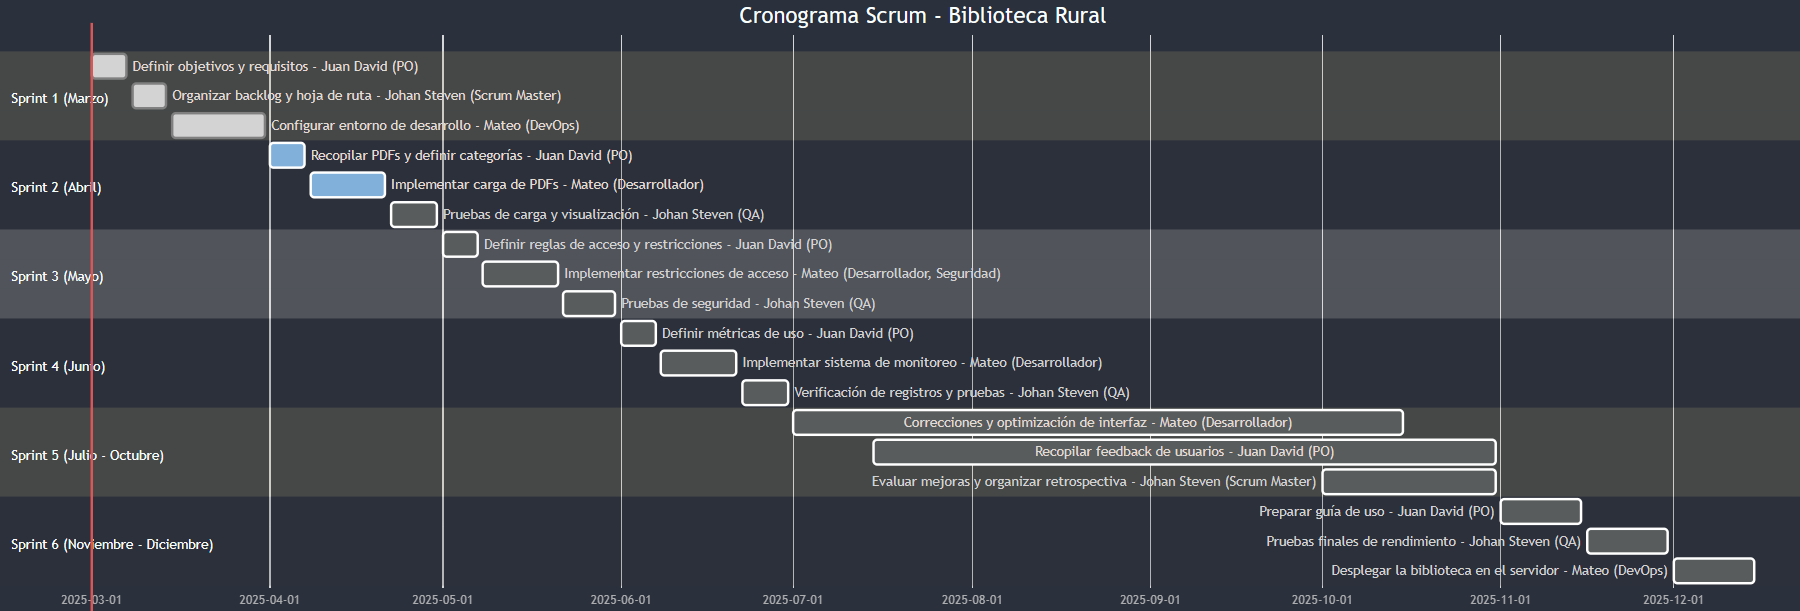 Cronograma Scrum - Biblioteca Rural
Sprint 1 (Marzo)
Definir objetivos y requisitos - Juan David (PO)
Organizar backlog y hoja de ruta - Johan Steven (Scrum Master)
Configurar entorno de desarrollo - Mateo (DevOps)
Sprint 2 (Abril)
Recopilar PDFs y definir categorías - Juan David (PO)
Implementar carga de PDFs - Mateo (Desarrollador)
Pruebas de carga y visualización - Johan Steven (QA)
Sprint 3 (Mayo)
Definir reglas de acceso y restricciones - Juan David (PO)
Implementar restricciones de acceso - Mateo (Desarrollador, Seguridad)
Pruebas de seguridad - Johan Steven (QA)
Sprint 4 (Junio)
Definir métricas de uso - Juan David (PO)
Implementar sistema de monitoreo - Mateo (Desarrollador)
Verificación de registros y pruebas - Johan Steven (QA)
Sprint 5 (Julio - Octubre)
Correcciones y optimización de interfaz - Mateo (Desarrollador)
Recopilar feedback de usuarios - Juan David (PO)
Evaluar mejoras y organizar retrospectiva - Johan Steven (Scrum Master)
Sprint 6 (Noviembre - Diciembre)
Preparar guía de uso - Juan David (PO)
Pruebas finales de rendimiento - Johan Steven (QA)
Desplegar la biblioteca en el servidor - Mateo (DevOps)
2025-03-01
2025-04-01
2025-05-01
2025-06-01
2025-07-01
2025-08-01
2025-09-01
2025-10-01
2025-11-01
2025-12-01